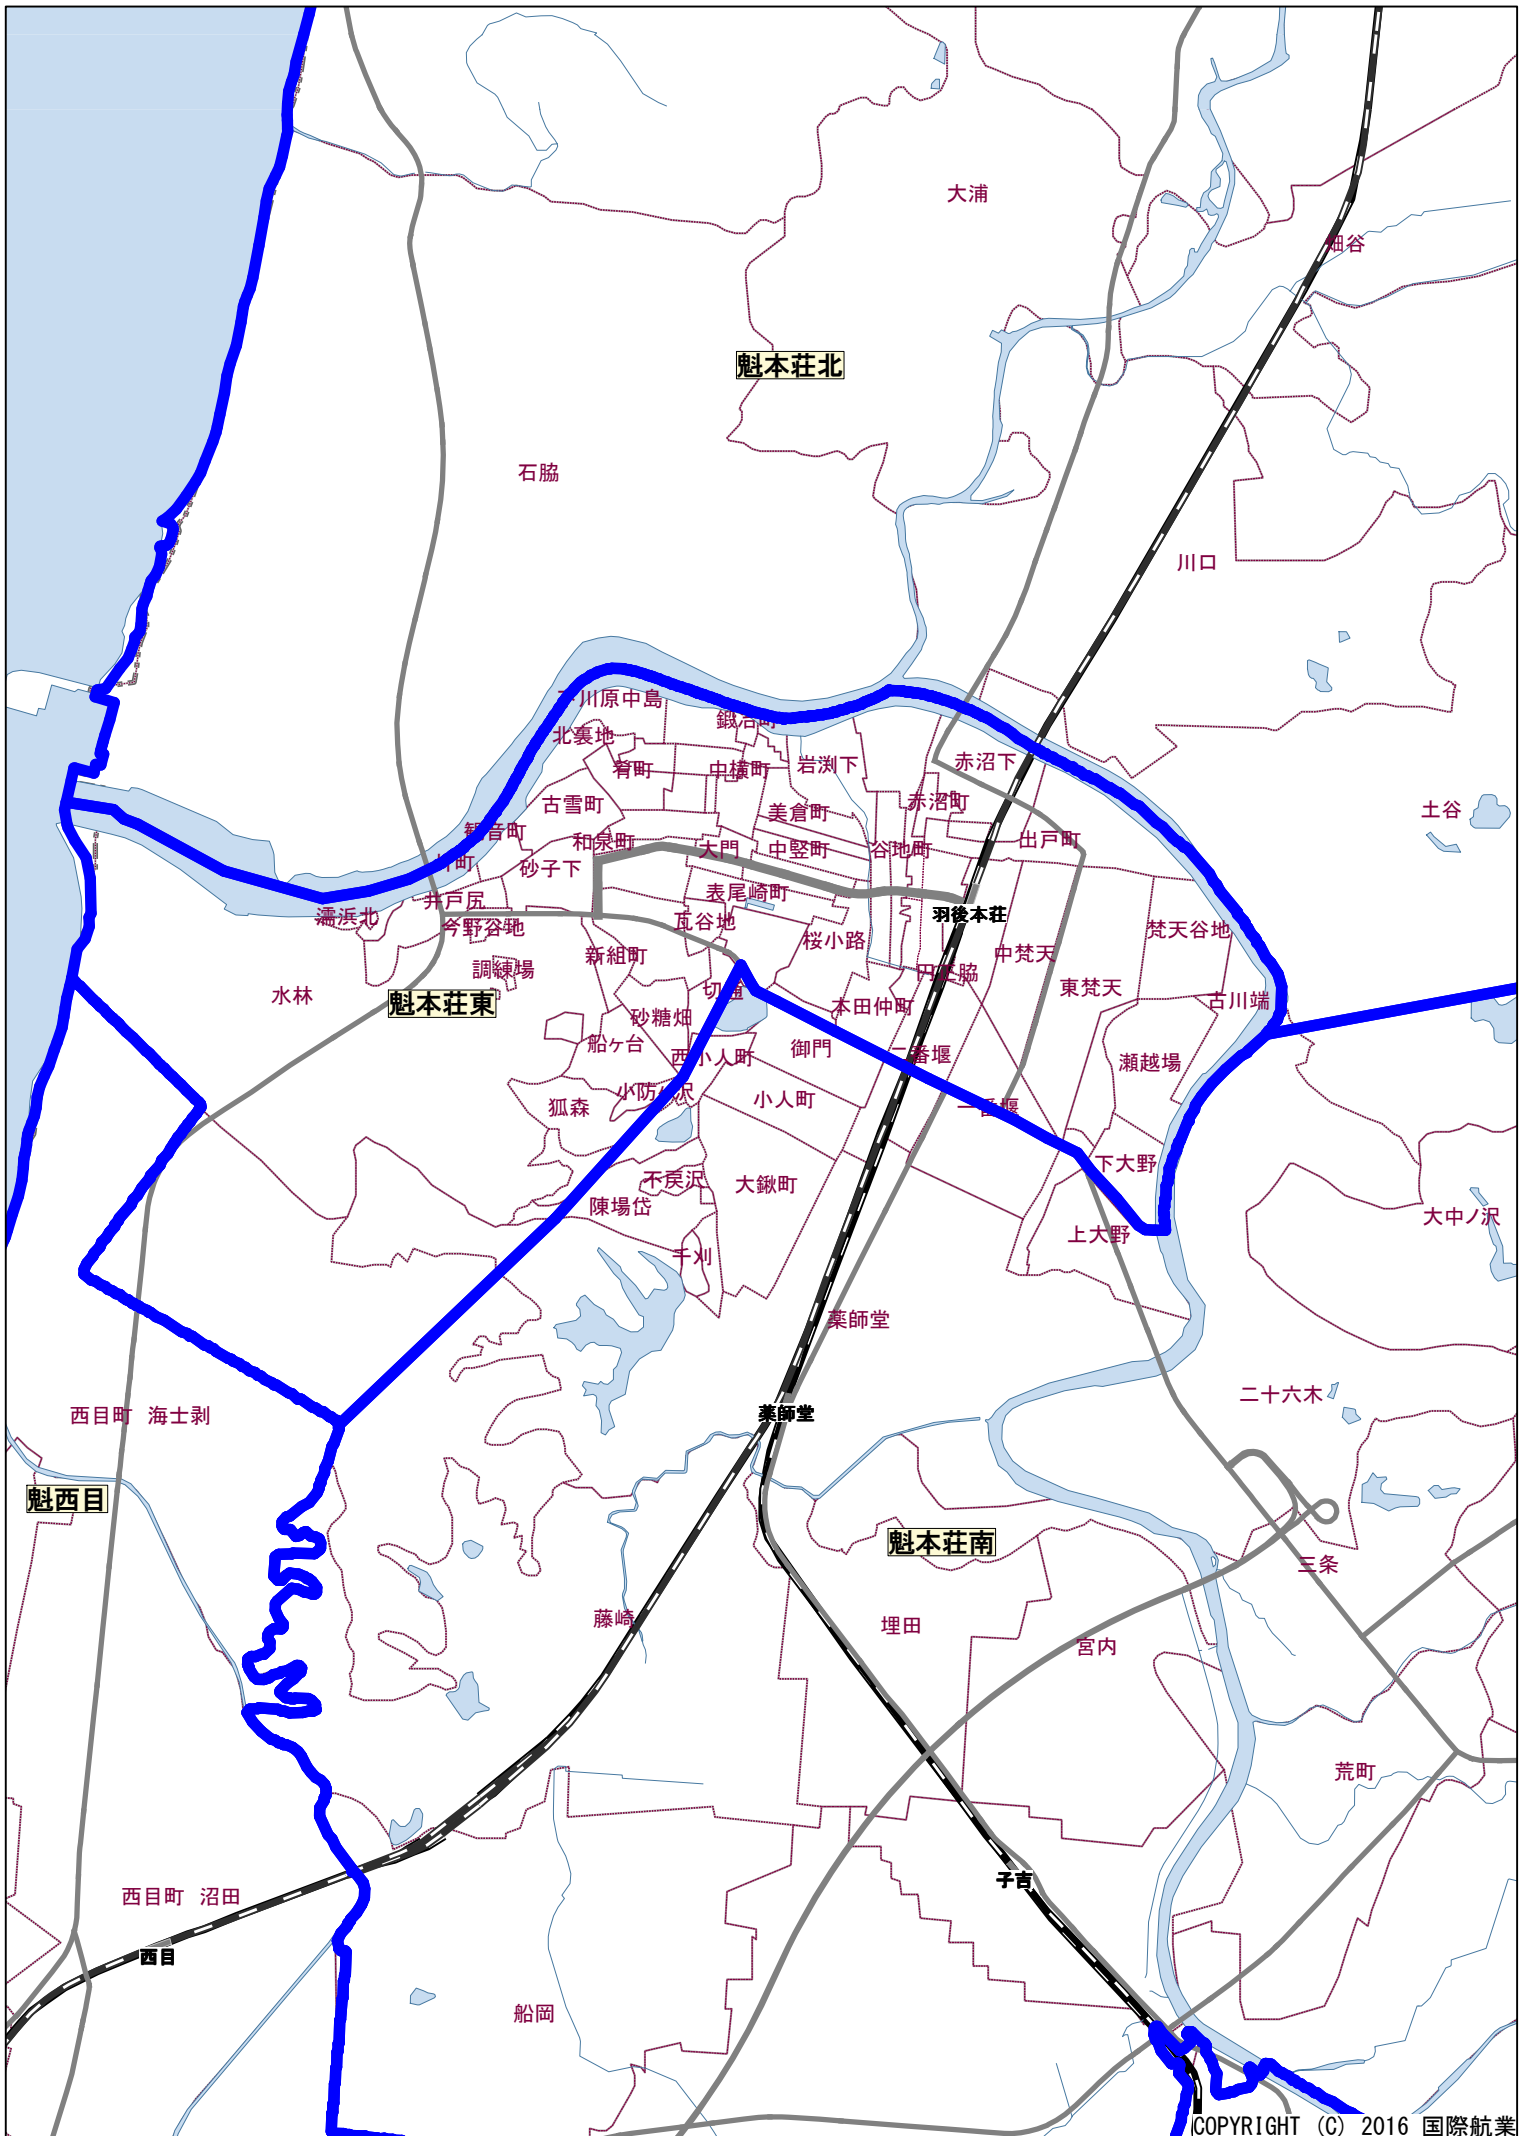 大浦
畑谷
魁本荘北
石脇
川口
下川原中島
鍛冶町
北裏地
肴町
中横町
岩渕下
赤沼下
古雪町
美倉町
赤沼町
土谷
観音町
和泉町
大門
中竪町
谷地町
出戸町
砂子下
表尾崎町
井戸尻
濡浜北
今野谷地
瓦谷地
羽後本荘
梵天谷地
新組町
桜小路
中梵天
調練場
円正脇
東梵天
水林
魁本荘東
切通
本田仲町
古川端
砂糖畑
船ヶ台
西小人町
御門
二番堰
瀬越場
狐森
小防ヶ沢
小人町
一番堰
下大野
不戻沢
大鍬町
陳場岱
大中ノ沢
上大野
千刈
薬師堂
二十六木
西目町 海士剥
薬師堂
魁西目
魁本荘南
三条
藤崎
埋田
宮内
荒町
子吉
西目町 沼田
西目
船岡
COPYRIGHT (C) 2016 国際航業